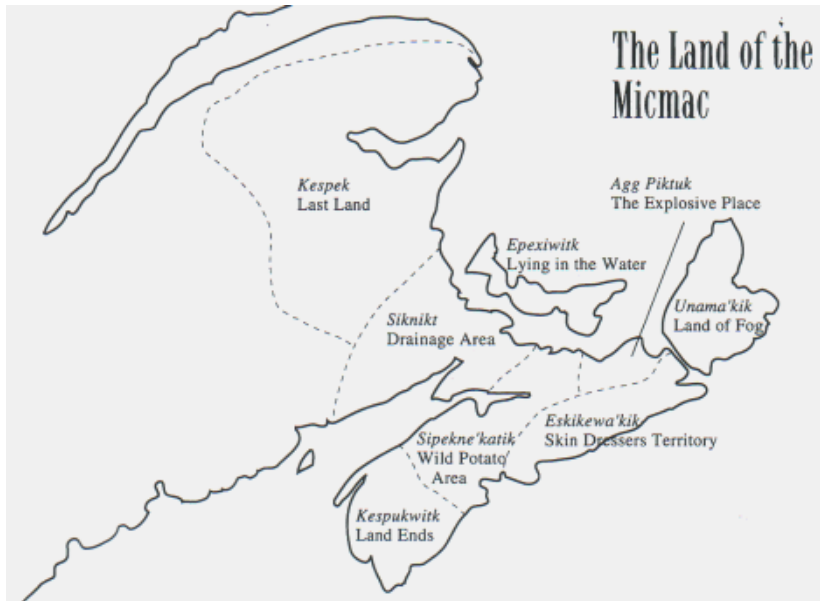 The Land of the
Micmac
Kespek
Last Land
Agg Piktuk
The Explosive Place
Epexiwitk
Lying in the Water
Unama'kik
Land of Fog
Siknikt
Drainage Area
Eskikewa'kik
Skin Dressers Territory
Sipekne'katik
Wild Potato
Area
Kespukwitk
Land Ends